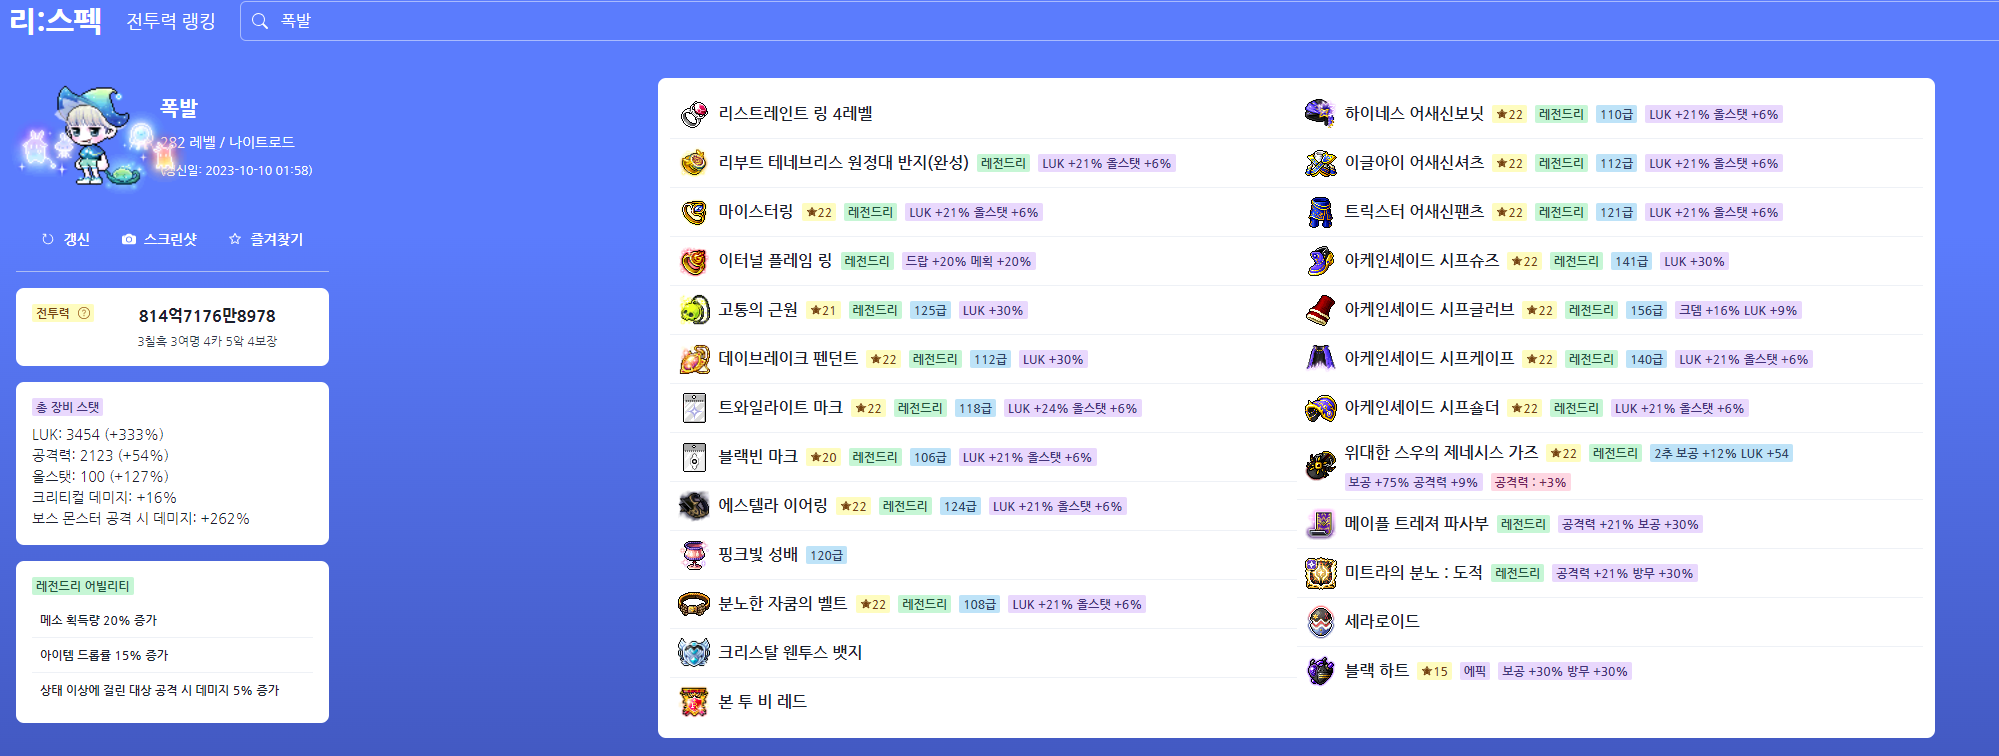 리:스펙 전투력 랭킹 폭발
폭발
282 레벨 / 나이트로드
(갱신일: 2023-10-10 01:58)
갱신 스크린샷 즐겨찾기
전투력 ? 814억7176만8978
3칠흑 3여명 4카 5앜 4보장
총 장비 스탯
LUK: 3454 (+333%)
공격력: 2123 (+54%)
올스탯: 100 (+127%)
크리티컬 데미지: +16%
보스 몬스터 공격 시 데미지: +262%
레전드리 어빌리티
메소 획득량 20% 증가
아이템 드롭률 15% 증가
상태 이상에 걸린 대상 공격 시 데미지 5% 증가
리스트레인트 링 4레벨
리부트 테네브리스 원정대 반지(완성) 레전드리 LUK +21% 올스탯 +6%
마이스터링 ★22 레전드리 LUK +21% 올스탯 +6%
이터널 플레임 링 레전드리 드랍 +20% 메획 +20%
고통의 근원 ★21 레전드리 125급 LUK +30%
데이브레이크 펜던트 ★22 레전드리 112급 LUK +30%
트와일라이트 마크 ★22 레전드리 118급 LUK +24% 올스탯 +6%
블랙빈 마크 ★20 레전드리 106급 LUK +21% 올스탯 +6%
에스텔라 이어링 ★22 레전드리 124급 LUK +21% 올스탯 +6%
핑크빛 성배 120급
분노한 자쿰의 벨트 ★22 레전드리 108급 LUK +21% 올스탯 +6%
크리스탈 웬투스 뱃지
본 투 비 레드
하이네스 어새신보닛 ★22 레전드리 110급 LUK +21% 올스탯 +6%
이글아이 어새신셔츠 ★22 레전드리 112급 LUK +21% 올스탯 +6%
트릭스터 어새신팬츠 ★22 레전드리 121급 LUK +21% 올스탯 +6%
아케인셰이드 시프슈즈 ★22 레전드리 141급 LUK +30%
아케인셰이드 시프글러브 ★22 레전드리 156급 크뎀 +16% LUK +9%
아케인셰이드 시프케이프 ★22 레전드리 140급 LUK +21% 올스탯 +6%
아케인셰이드 시프숄더 ★22 레전드리 LUK +21% 올스탯 +6%
위대한 스우의 제네시스 가즈 ★22 레전드리 2추 보공 +12% LUK +54
보공 +75% 공격력 +9% 공격력 : +3%
메이플 트레져 파사부 레전드리 공격력 +21% 보공 +30%
미트라의 분노 : 도적 레전드리 공격력 +21% 방무 +30%
세라로이드
블랙 하트 ★15 에픽 보공 +30% 방무 +30%